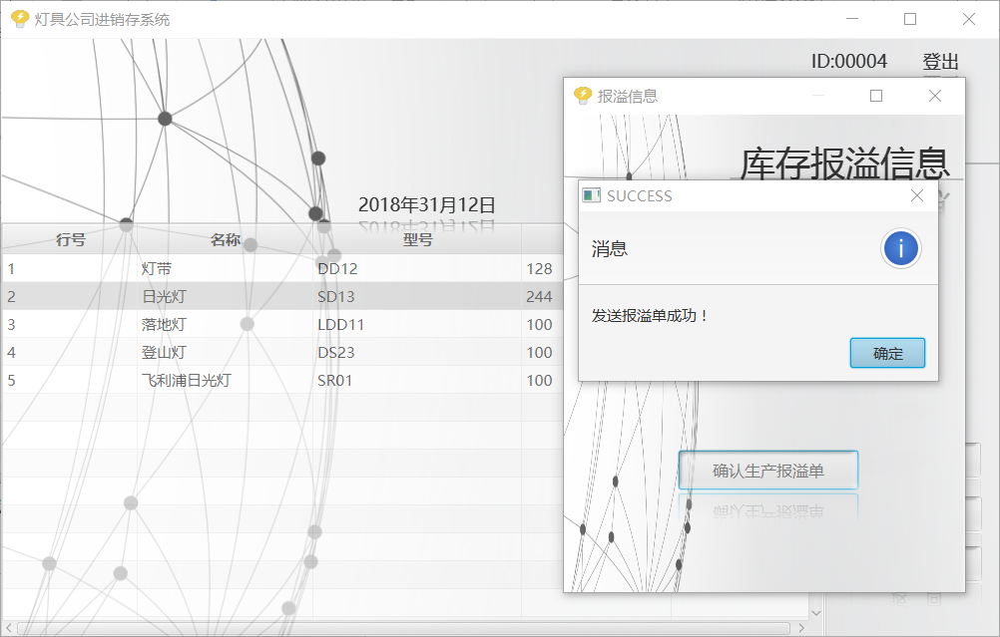 灯具公司进销存系统
ID:00004 登出
报溢信息
库存报溢信息
SUCCESS
消息
发送报溢单成功！
确定
确认生产报溢单
2018年31月12日
行号 名称 型号
1 灯带 DD12 128
2 日光灯 SD13 244
3 落地灯 LDD11 100
4 登山灯 DS23 100
5 飞利浦日光灯 SR01 100